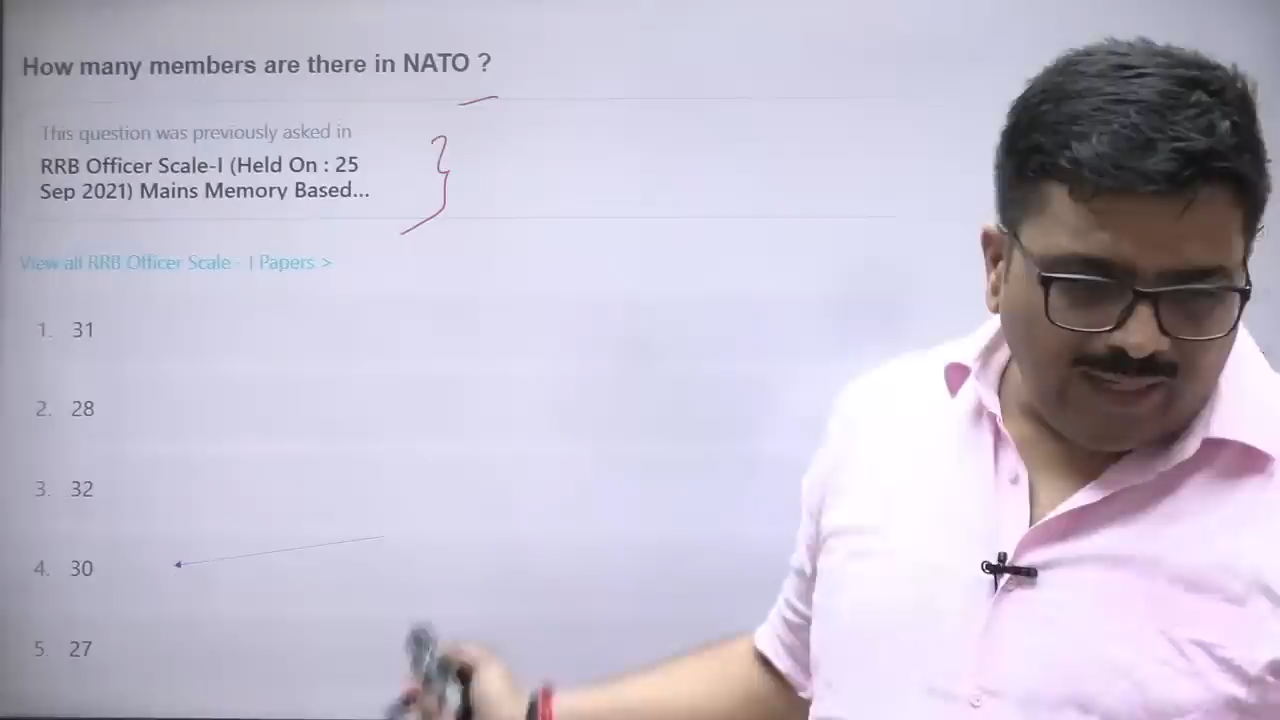 How many members are there in NATO ?
This question was previously asked in
RRB Officer Scale-I (Held On : 25
Sep 2021) Mains Memory Based...
View all RRB Officer Scale - I Papers >
1. 31
2. 28
3. 32
4. 30
5. 27